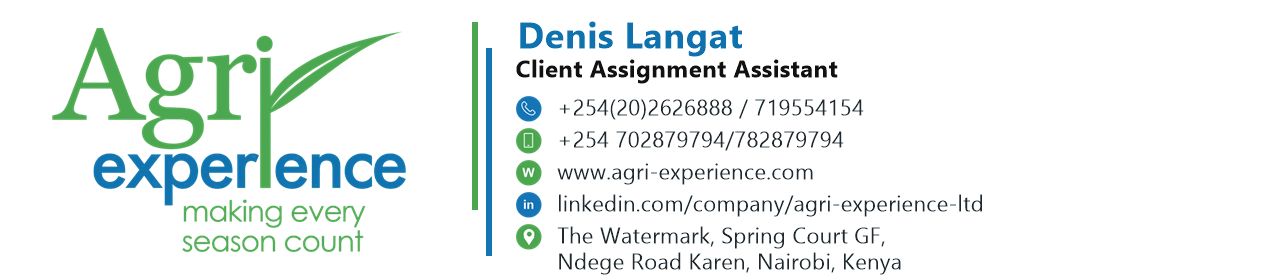 Agri
experience
making every
season count
Denis Langat
Client Assignment Assistant
+254(20)2626888 / 719554154
+254 702879794/782879794
W www.agri-experience.com
in linkedin.com/company/agri-experience-ltd
The Watermark, Spring Court GF,
Ndege Road Karen, Nairobi, Kenya